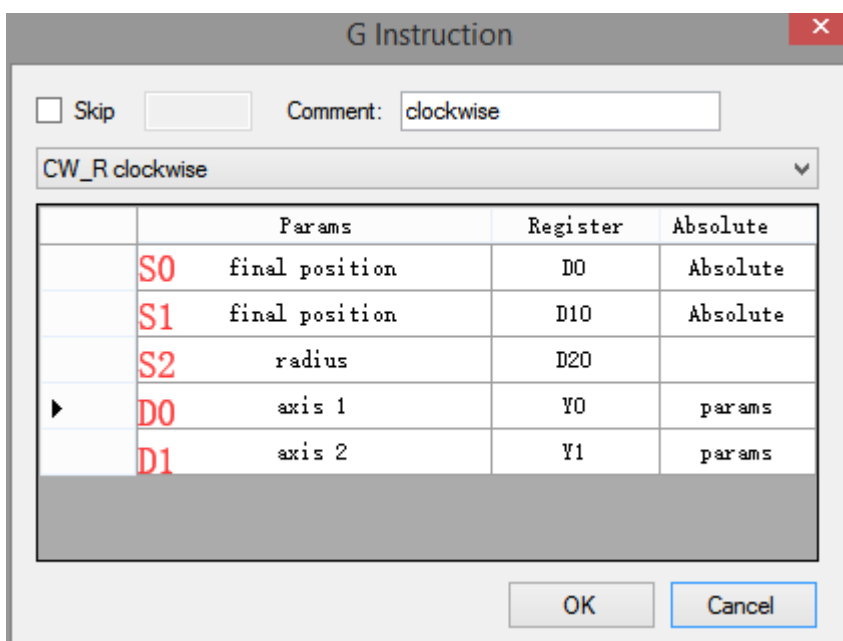 G Instruction
Skip Comment: clockwise
CW_R clockwise
Params Register Absolute
S0 final position D0 Absolute
S1 final position D10 Absolute
S2 radius D20
D0 axis 1 Y0 params
D1 axis 2 Y1 params
OK Cancel